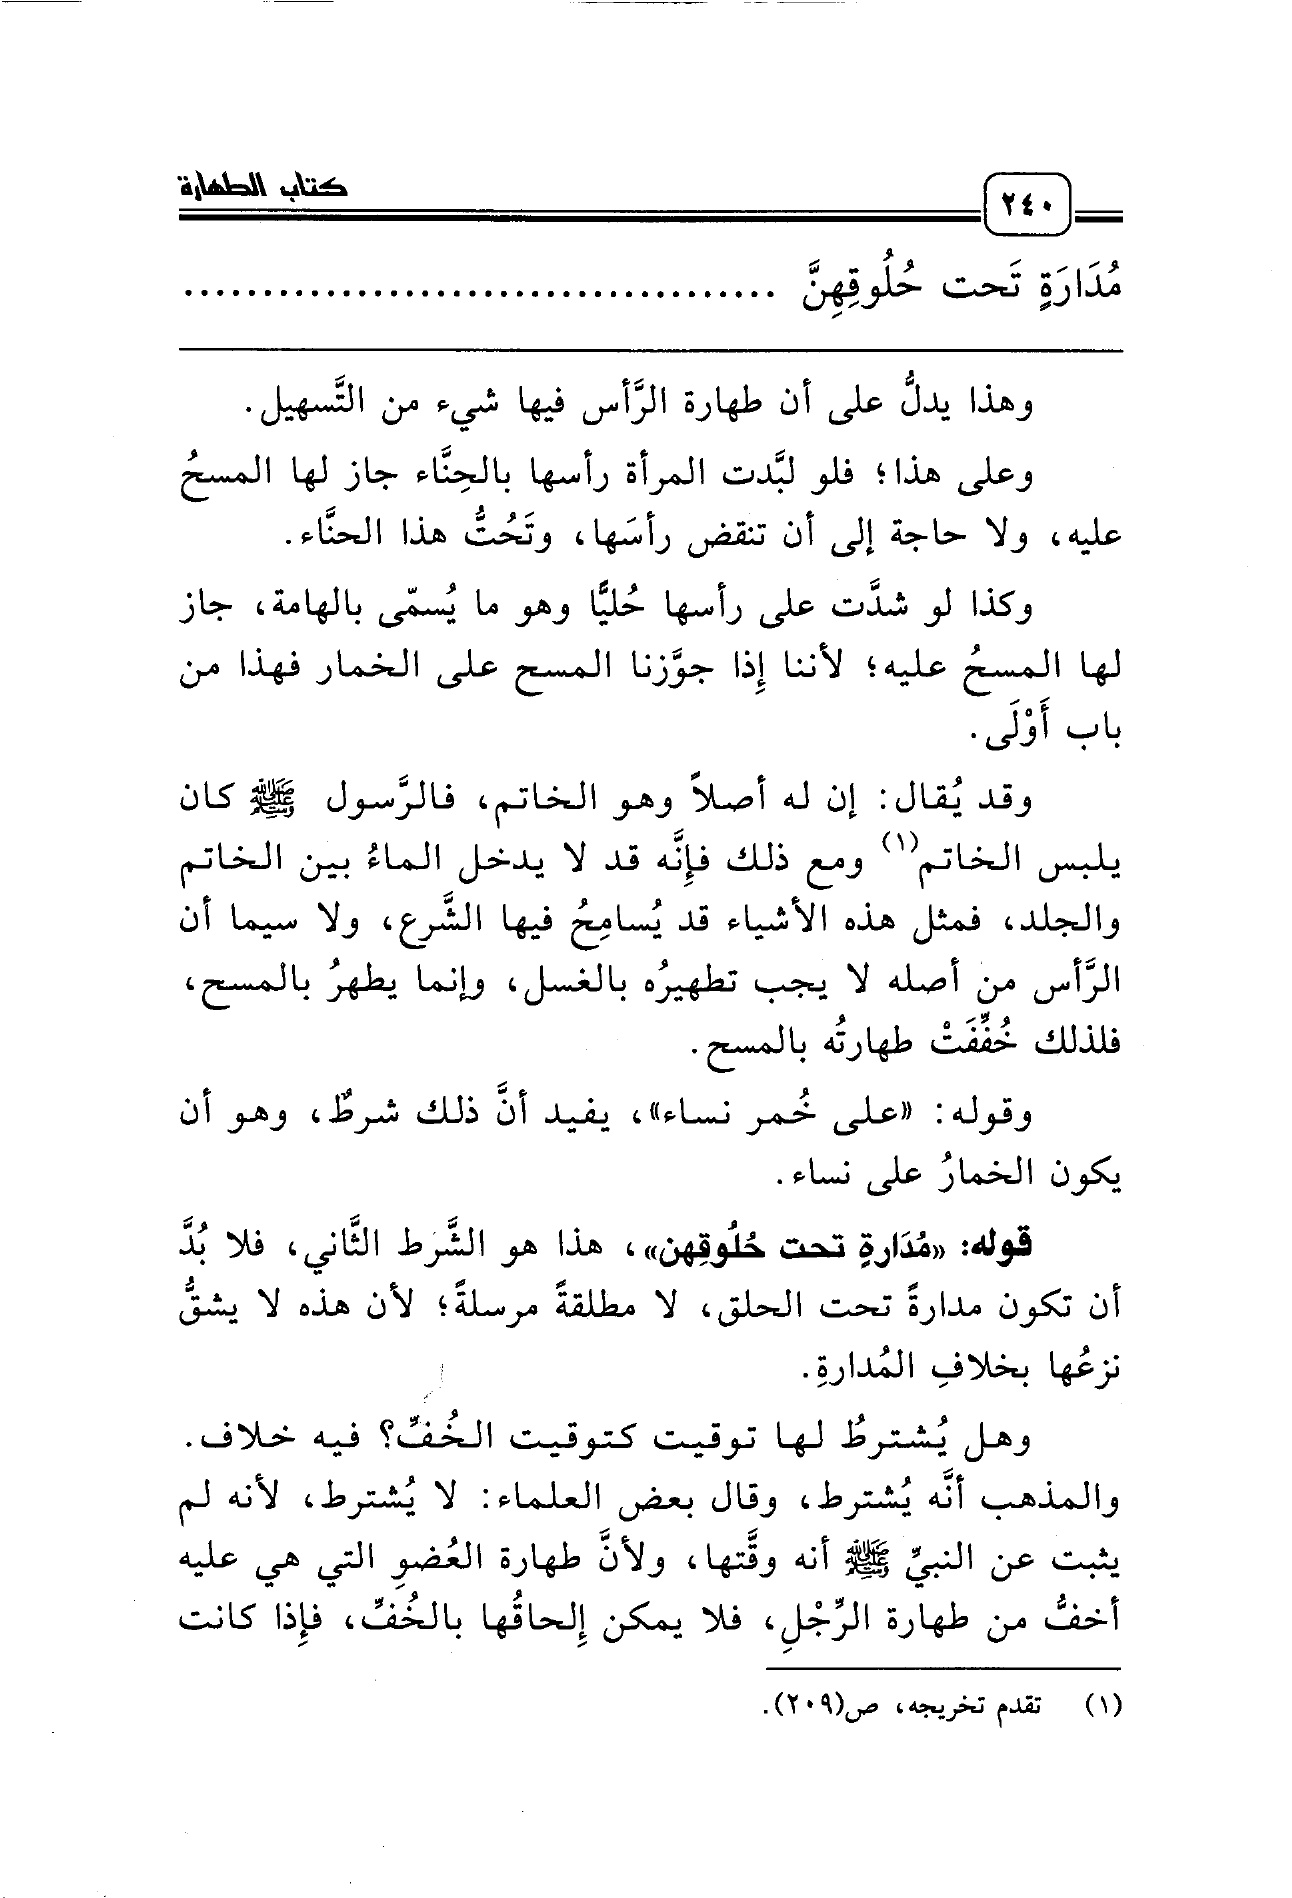 ٢٤٠ كتاب الطهارة
مُدَارَةٍ تَحت حُلُوقِهِنَّ ......................................
وهذا يدلُّ على أن طهارة الرَّأس فيها شيء من التَّسهيل.
وعلى هذا؛ فلو لبَّدت المرأة رأسها بالحِنَّاء جاز لها المسحُ
عليه، ولا حاجة إلى أن تنقض رأسَها، وتَحُتُّ هذا الحنَّاء.
وكذا لو شدَّت على رأسها حُليًّا وهو ما يُسمّى بالهامة، جاز
لها المسحُ عليه؛ لأننا إِذا جوَّزنا المسح على الخمار فهذا من
باب أَوْلَى.
وقد يُقال: إن له أصلاً وهو الخاتم، فالرَّسول ﷺ كان
يلبس الخاتم(١) ومع ذلك فإِنَّه قد لا يدخل الماءُ بين الخاتم
والجلد، فمثل هذه الأشياء قد يُسامِحُ فيها الشَّرع، ولا سيما أن
الرَّأس من أصله لا يجب تطهيرُه بالغسل، وإنما يطهرُ بالمسح،
فلذلك خُفِّفَتْ طهارتُه بالمسح.
وقوله: «على خُمر نساء»، يفيد أنَّ ذلك شرطٌ، وهو أن
يكون الخمارُ على نساء.
قوله: «مُدَارةٍ تحت حُلُوقِهن»، هذا هو الشَّرط الثَّاني، فلا بُدَّ
أن تكون مدارةً تحت الحلق، لا مطلقةً مرسلةً؛ لأن هذه لا يشقُّ
نزعُها بخلافِ المُدارةِ.
وهل يُشترطُ لها توقيت كتوقيت الخُفِّ؟ فيه خلاف.
والمذهب أنَّه يُشترط، وقال بعض العلماء: لا يُشترط، لأنه لم
يثبت عن النبيِّ ﷺ أنه وقَّتها، ولأنَّ طهارة العُضوِ التي هي عليه
أخفُّ من طهارة الرِّجْلِ، فلا يمكن إِلحاقُها بالخُفِّ، فإِذا كانت
(١) تقدم تخريجه، ص(٢٠٩).